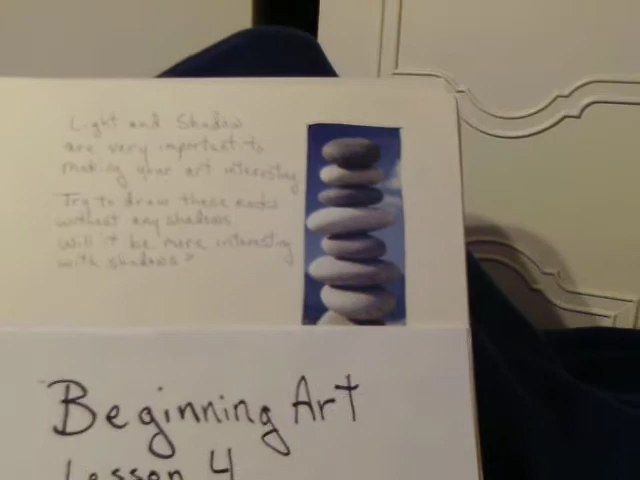 Light and Shadow
are very important to
making your art interesting
Try to draw these rocks
without any shadows
Will it be more interesting
with shadows?
Beginning Art
Lesson 4